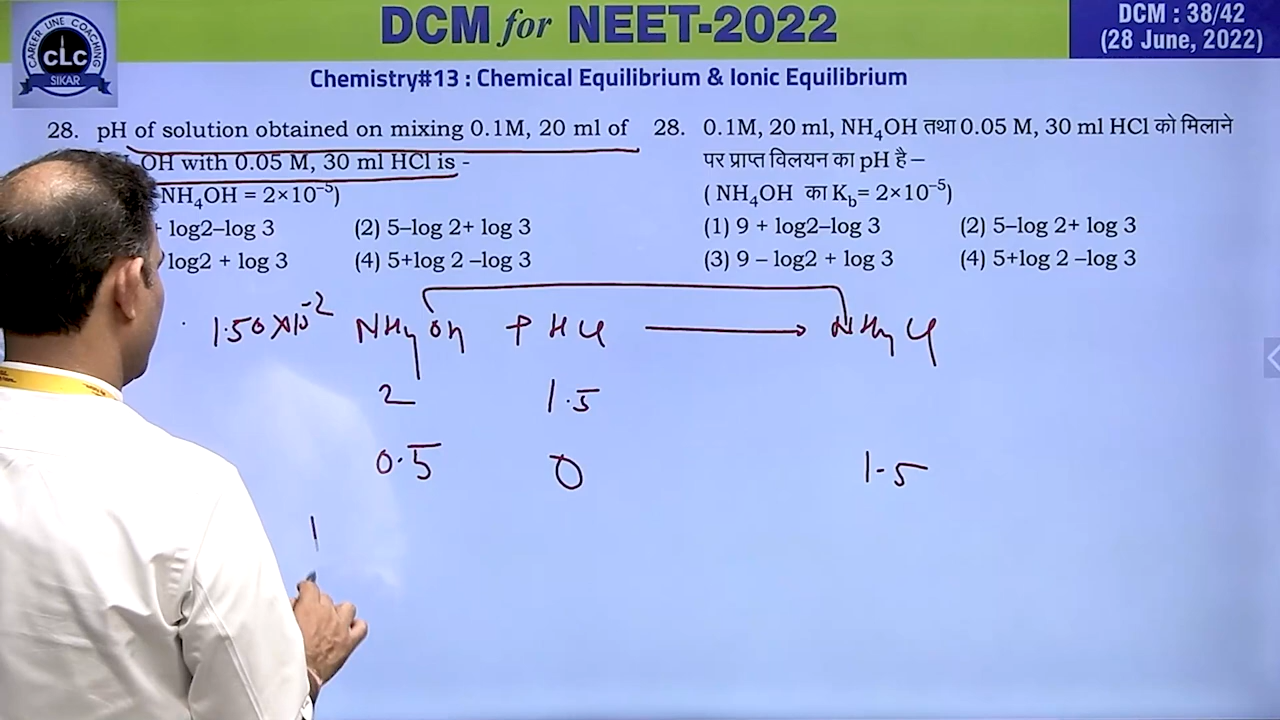 DCM for NEET-2022
DCM : 38/42
(28 June, 2022)
CAREER LINE COACHING
CLC
SIKAR
Chemistry#13 : Chemical Equilibrium & Ionic Equilibrium
28. pH of solution obtained on mixing 0.1M, 20 ml of
OH with 0.05 M, 30 ml HCl is -
NH₄OH = 2×10⁻⁵)
log2–log 3 (2) 5–log 2+ log 3
log2 + log 3 (4) 5+log 2 –log 3
28. 0.1M, 20 ml, NH₄OH तथा 0.05 M, 30 ml HCl को मिलाने
पर प्राप्त विलयन का pH है –
( NH₄OH का K_b = 2×10⁻⁵)
(1) 9 + log2–log 3 (2) 5–log 2+ log 3
(3) 9 – log2 + log 3 (4) 5+log 2 –log 3
NH₄OH + HCl → NH₄Cl
2 1.5
0.5 0 1.5